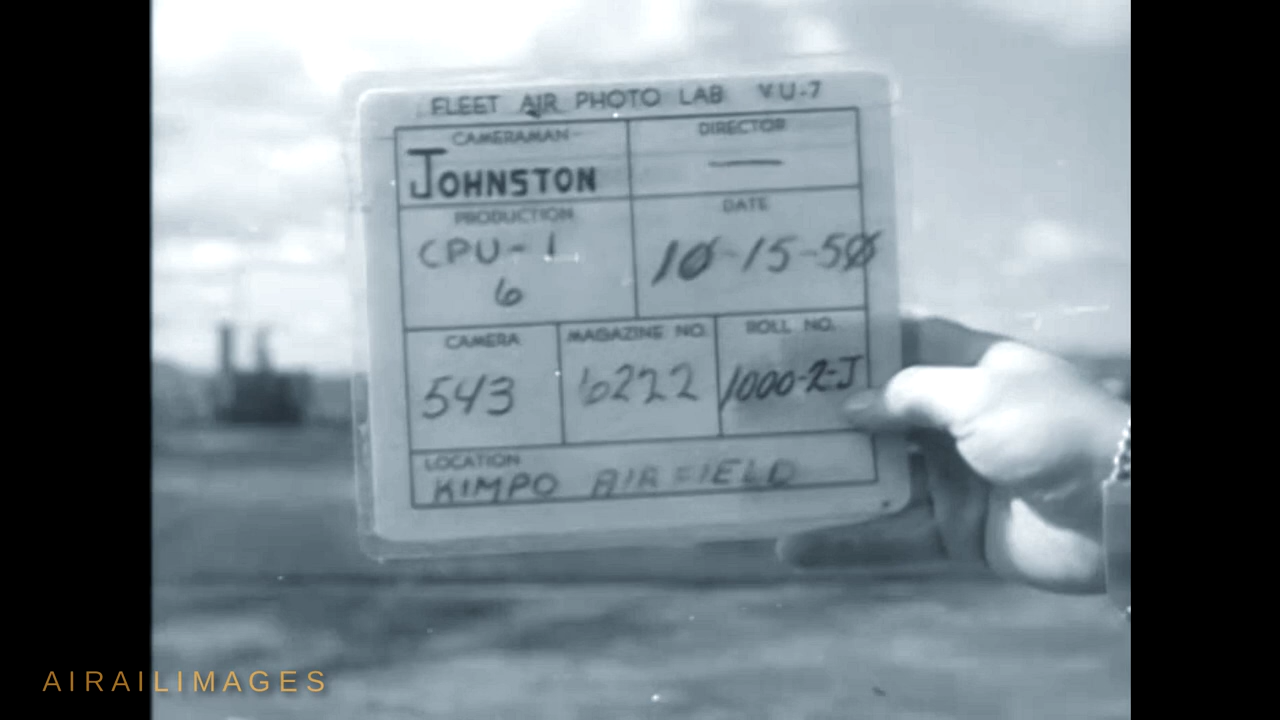 FLEET AIR PHOTO LAB VU-7
CAMERAMAN
DIRECTOR
JOHNSTON
—
PRODUCTION
DATE
CPU-1
6
10-15-50
CAMERA
MAGAZINE NO.
ROLL NO.
543
6222
1000-2-J
LOCATION
KIMPO AIRFIELD
AIRAILIMAGES